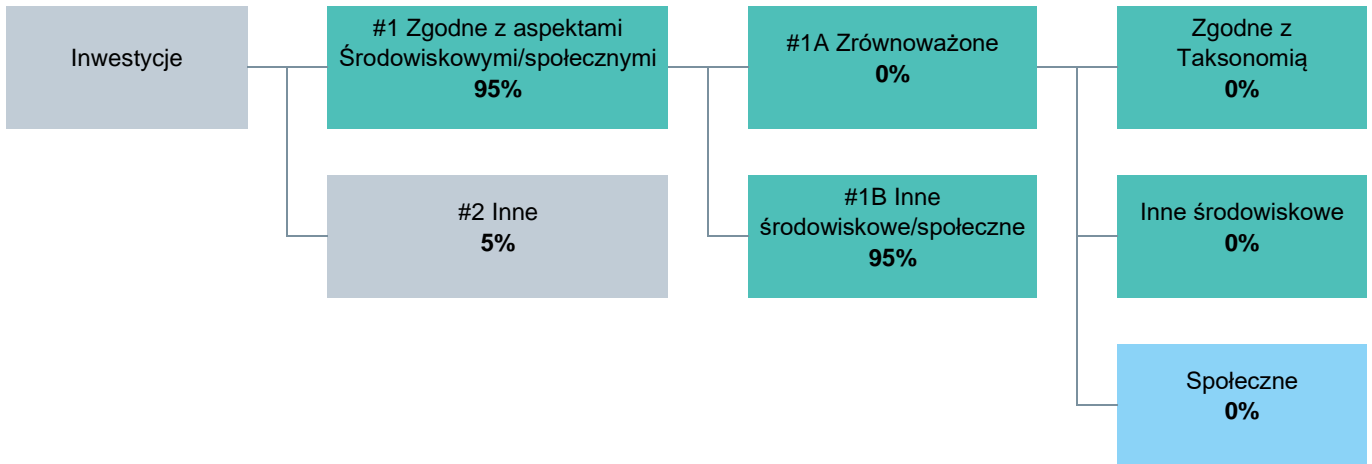 Inwestycje
#1 Zgodne z aspektami
Środowiskowymi/społecznymi
95%
#2 Inne
5%
#1A Zrównoważone
0%
#1B Inne
środowiskowe/społeczne
95%
Zgodne z
Taksonomią
0%
Inne środowiskowe
0%
Społeczne
0%